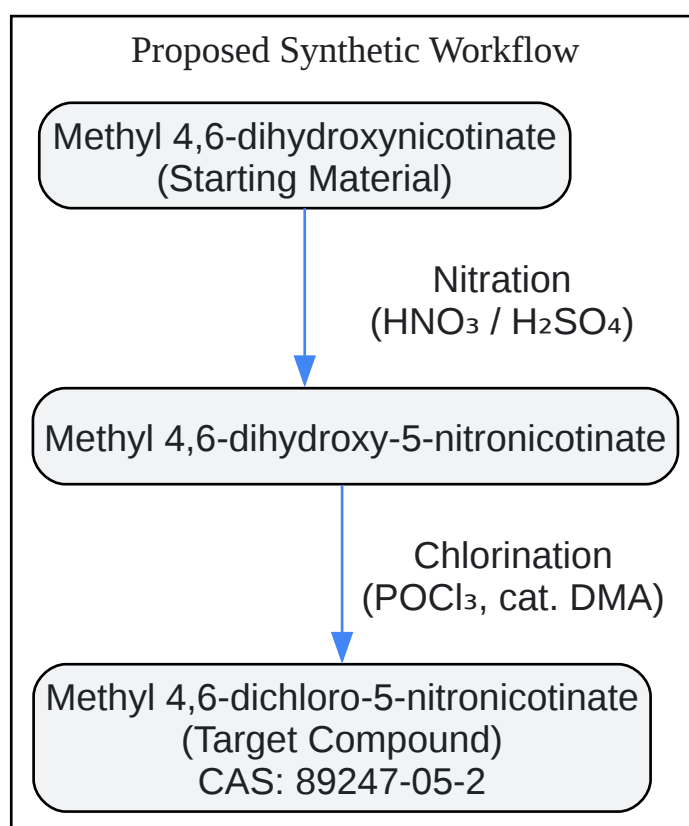 Proposed Synthetic Workflow
Methyl 4,6-dihydroxynicotinate
(Starting Material)
Nitration
(HNO₃ / H₂SO₄)
Methyl 4,6-dihydroxy-5-nitronicotinate
Chlorination
(POCl₃, cat. DMA)
Methyl 4,6-dichloro-5-nitronicotinate
(Target Compound)
CAS: 89247-05-2